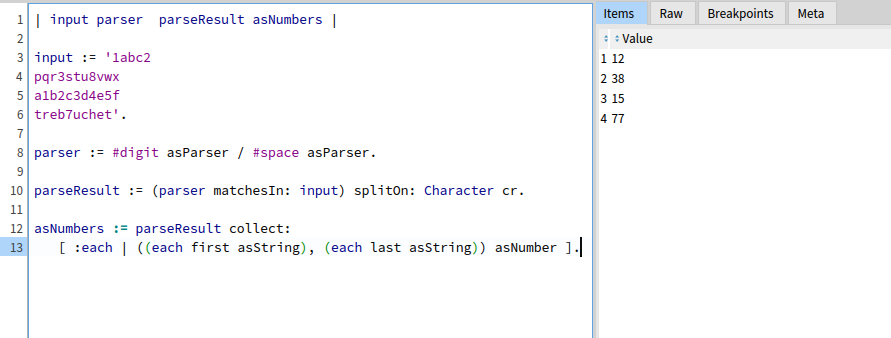 1 | input parser  parseResult asNumbers |
2
3 input := '1abc2
4 pqr3stu8vwx
5 a1b2c3d4e5f
6 treb7uchet'.
7
8 parser := #digit asParser / #space asParser.
9
10 parseResult := (parser matchesIn: input) splitOn: Character cr.
11
12 asNumbers := parseResult collect:
13    [ :each | ((each first asString), (each last asString)) asNumber ].
Items Raw Breakpoints Meta
Value
1 12
2 38
3 15
4 77